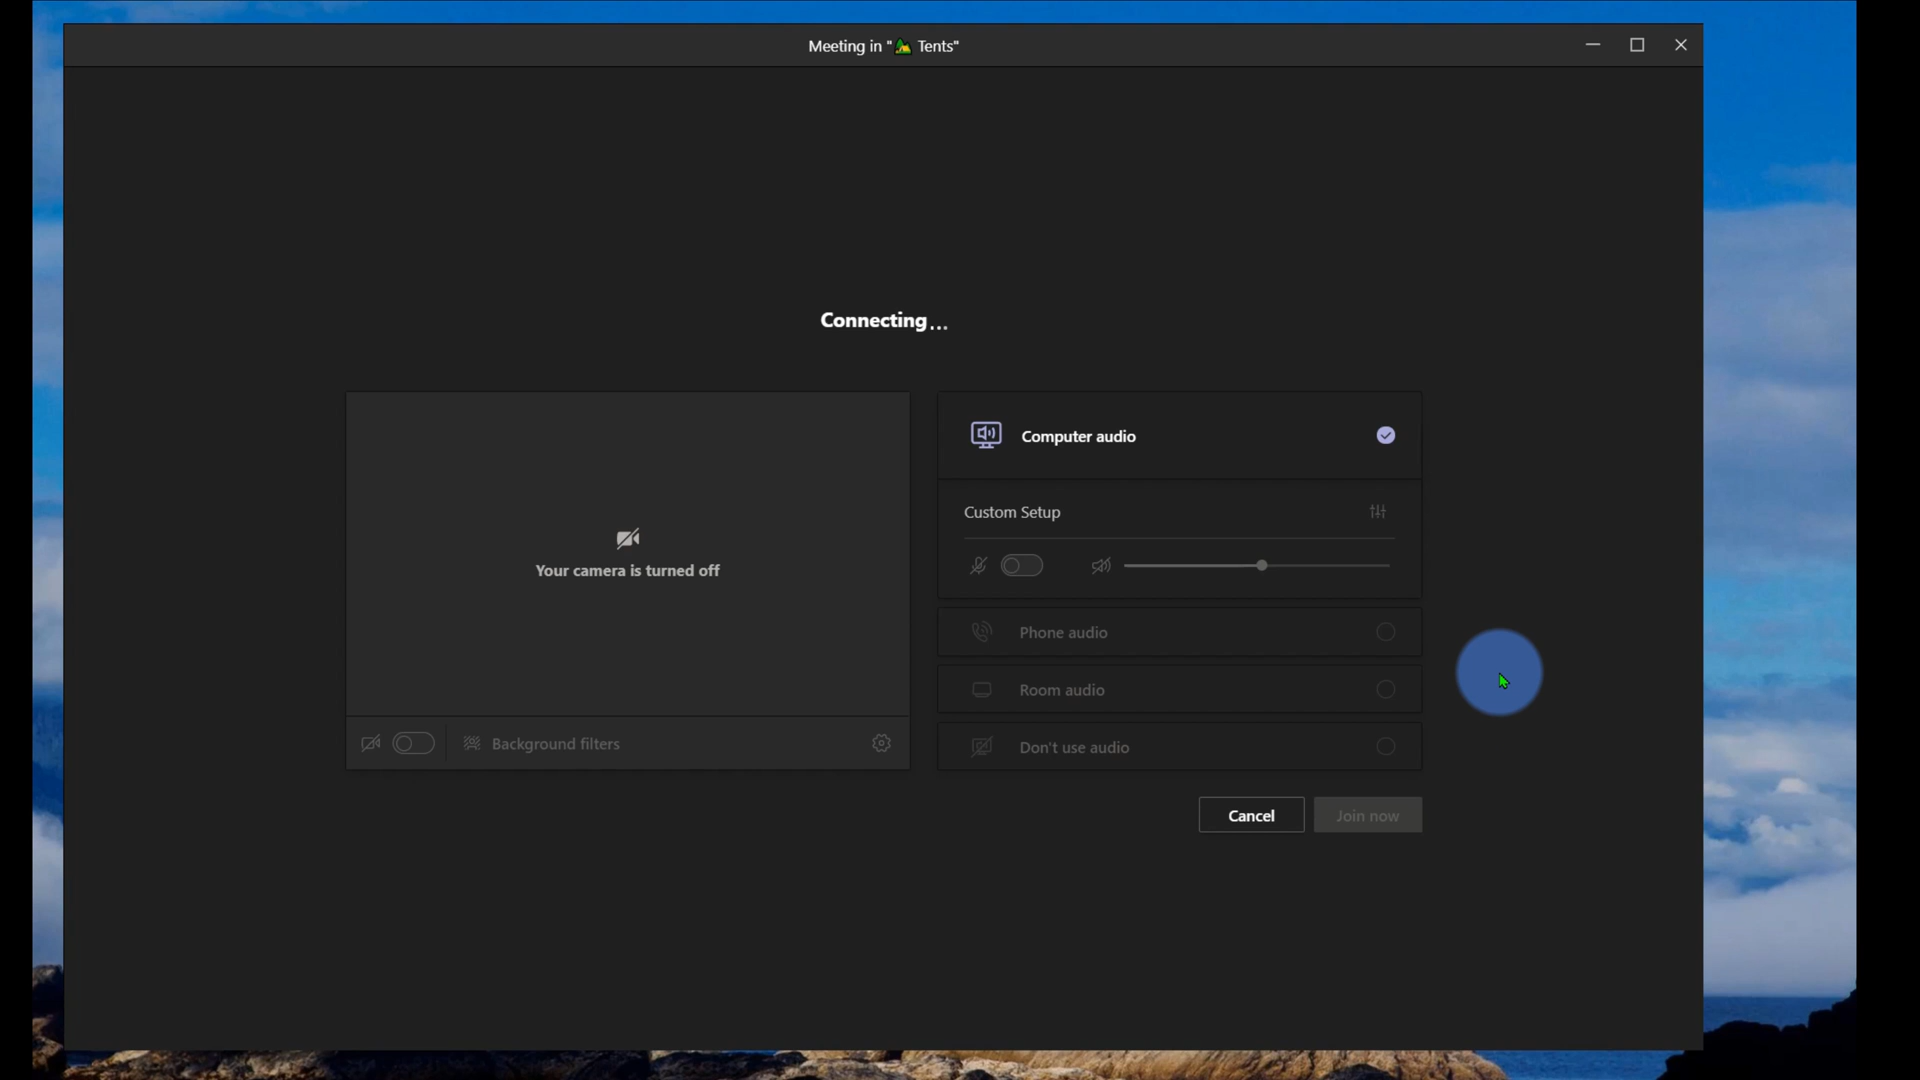 Meeting in "🏕 Tents"
Connecting...
Your camera is turned off
Background filters
Computer audio
Custom Setup
Phone audio
Room audio
Don't use audio
Cancel
Join now